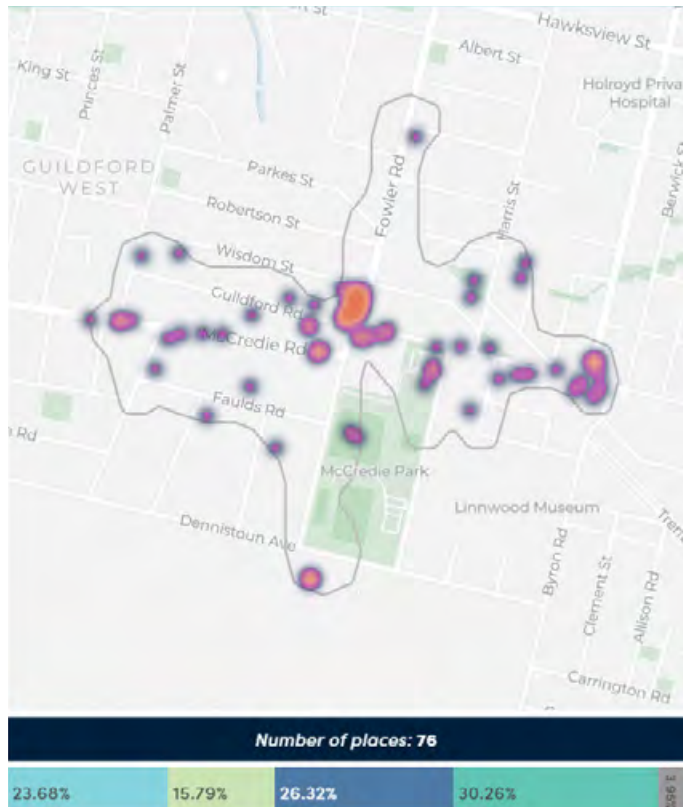 Hawksview St
Albert St
King St
Princes St
Palmer St
Holroyd Priva
Hospital
GUILDFORD
WEST
Parkes St
Fowler Rd
Harris St
Berwick St
Robertson St
Wisdom St
Guildford Rd
McCredie Rd
Faulds Rd
Rd
McCredie Park
Linnwood Museum
Dennistoun Ave
Byron Rd
Clement St
Allison Rd
Carrington Rd
Number of places: 76
23.68% 15.79% 26.32% 30.26%